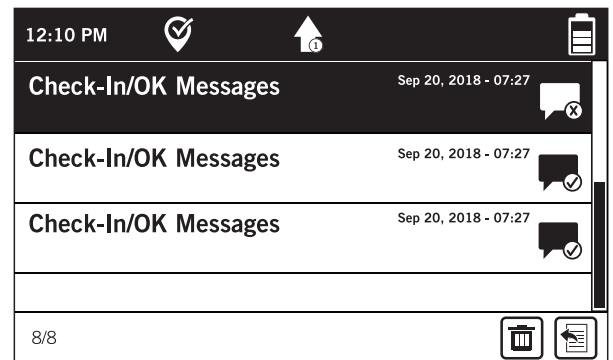 12:10 PM
1
Check-In/OK Messages Sep 20, 2018 - 07:27
X
Check-In/OK Messages Sep 20, 2018 - 07:27
Check-In/OK Messages Sep 20, 2018 - 07:27
8/8